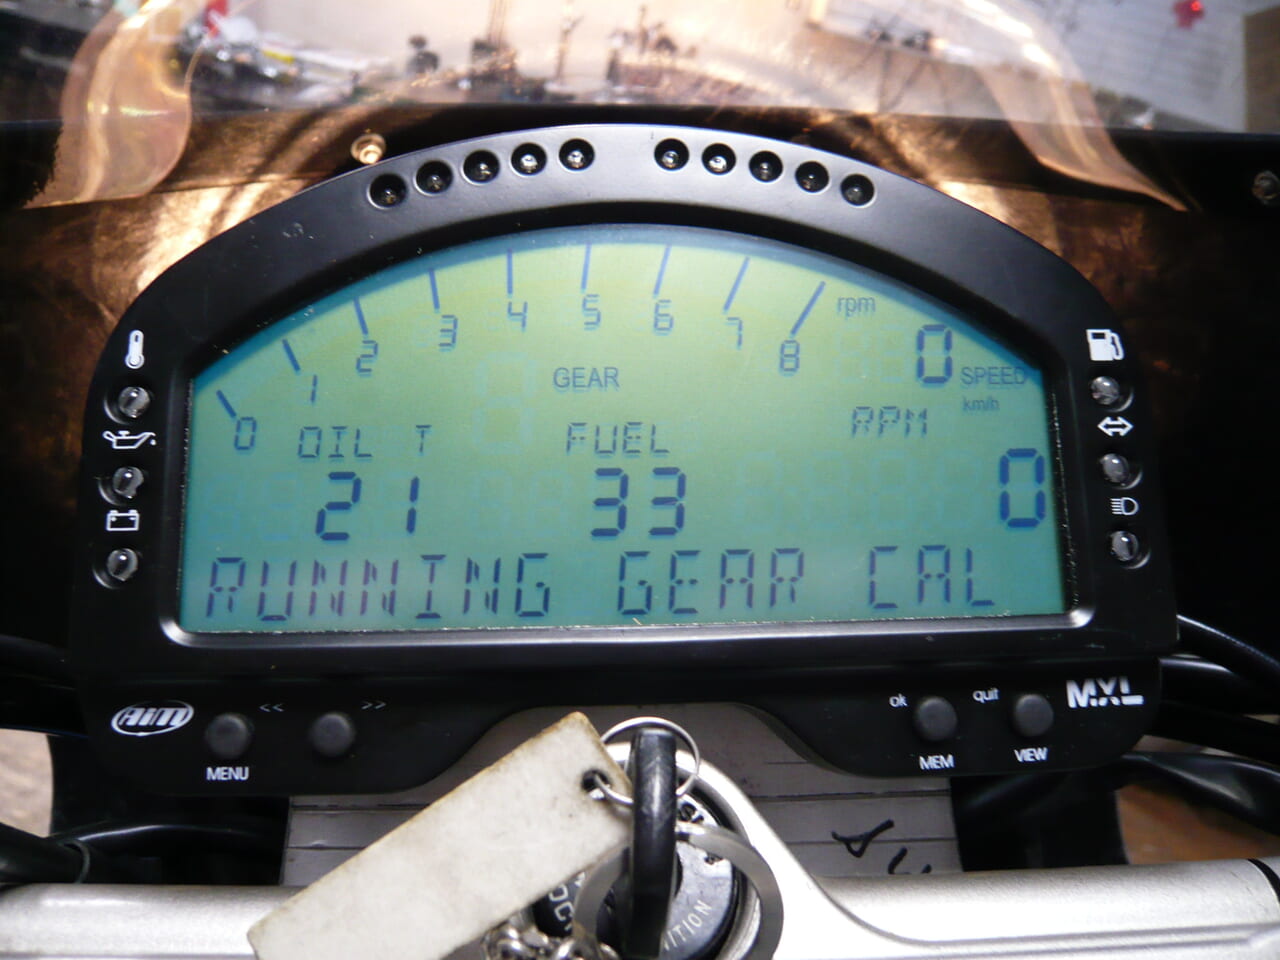 0 1 2 3 4 5 6 7 8 rpm
0 SPEED
GEAR
km/h
OIL T FUEL RPM
21 33 0
RUNNING GEAR CAL
AiM << >> ok quit MXL
MENU MEM VIEW